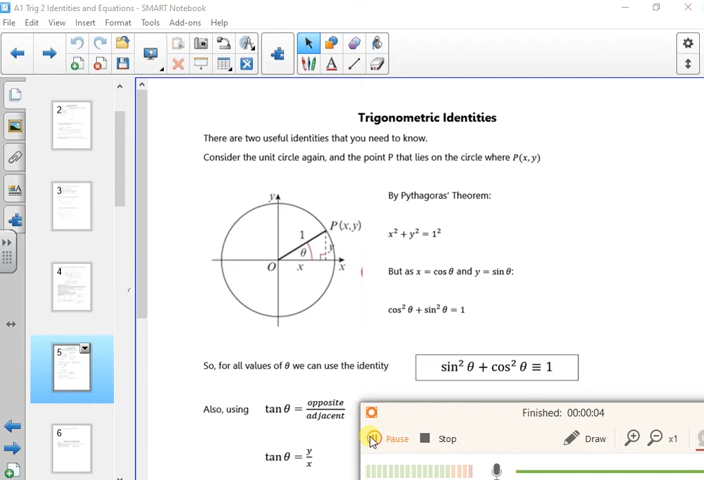 A1 Trig 2 Identities and Equations - SMART Notebook
File Edit View Insert Format Tools Add-ons Help
2
3
4
5
6
Trigonometric Identities
There are two useful identities that you need to know.
Consider the unit circle again, and the point P that lies on the circle where P(x,y)
y
P(x,y)
1
y
θ
O x x
By Pythagoras' Theorem:
x² + y² = 1²
But as x = cos θ and y = sin θ:
cos² θ + sin² θ = 1
So, for all values of θ we can use the identity
sin² θ + cos² θ ≡ 1
Also, using tan θ = opposite/adjacent
tan θ = y/x
Finished: 00:00:04
Pause Stop Draw x1